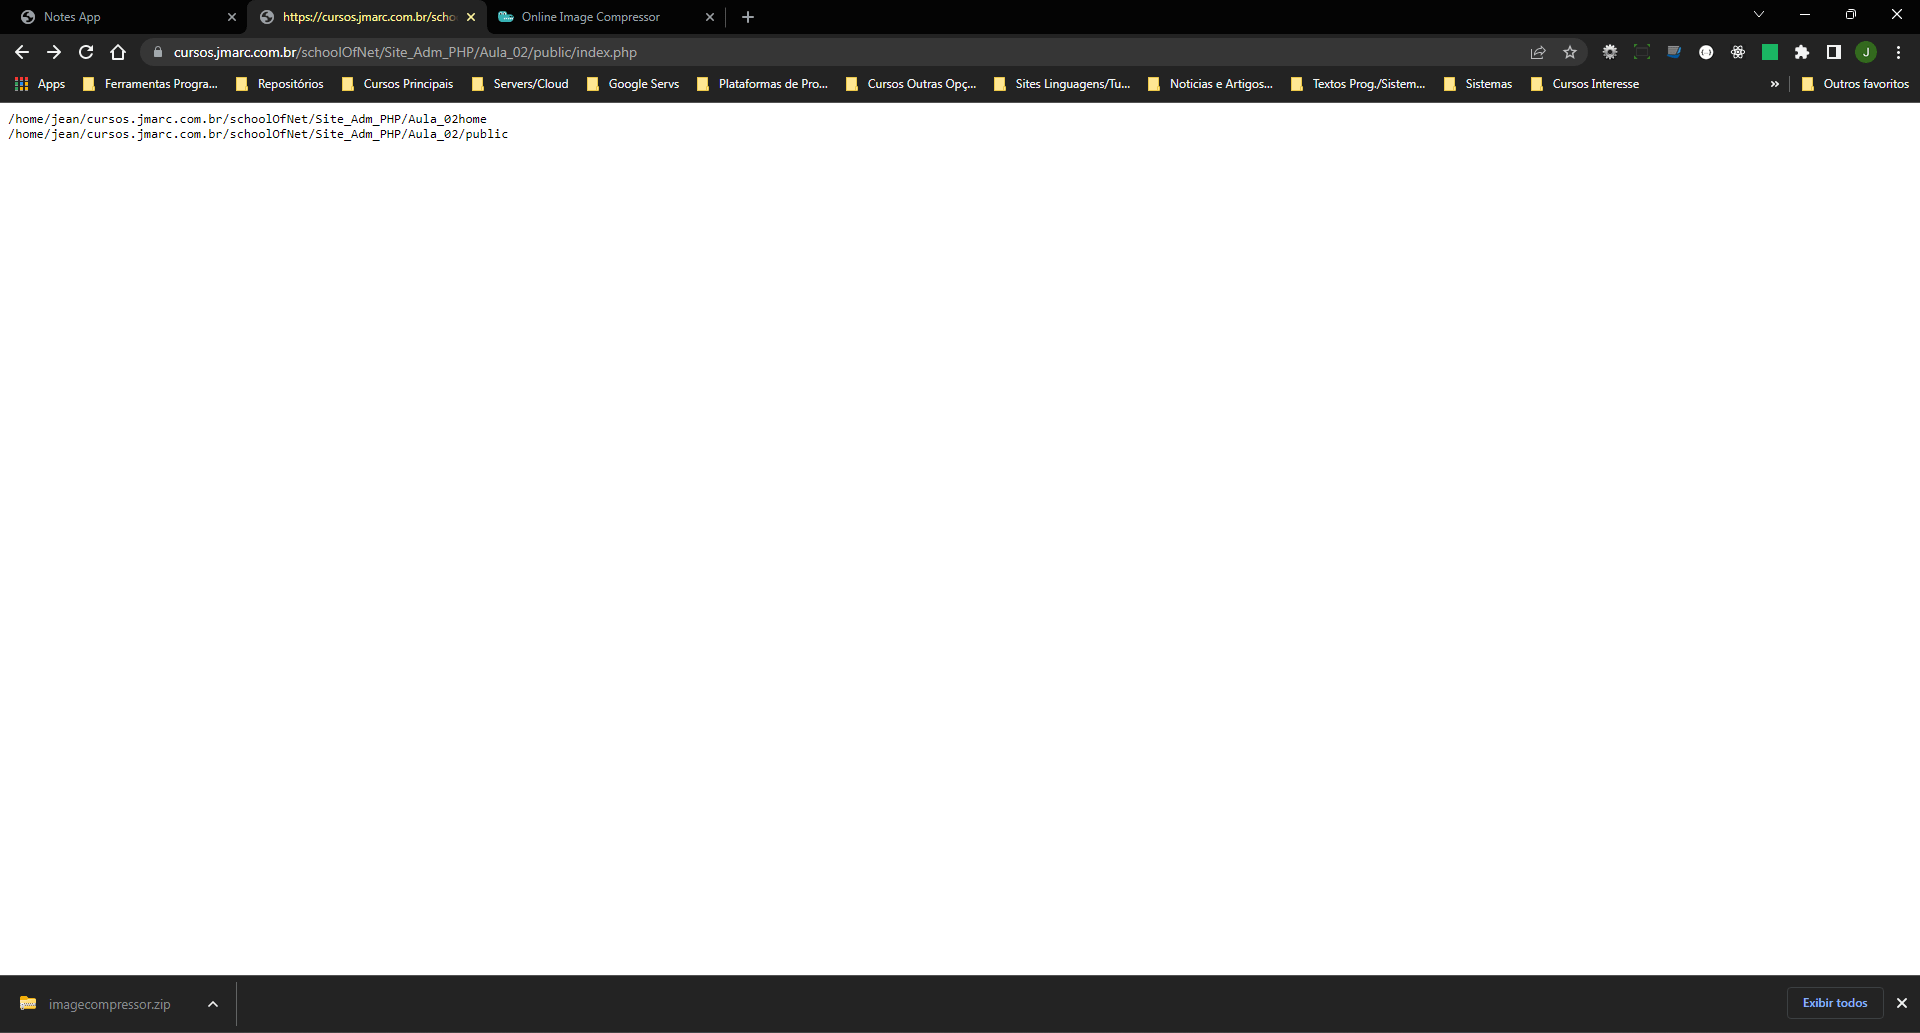 Notes App
https://cursos.jmarc.com.br/scho
Online Image Compressor
cursos.jmarc.com.br/schoolOfNet/Site_Adm_PHP/Aula_02/public/index.php
J
Apps
Ferramentas Progra...
Repositórios
Cursos Principais
Servers/Cloud
Google Servs
Plataformas de Pro...
Cursos Outras Opç...
Sites Linguagens/Tu...
Noticias e Artigos...
Textos Prog./Sistem...
Sistemas
Cursos Interesse
»
Outros favoritos
/home/jean/cursos.jmarc.com.br/schoolOfNet/Site_Adm_PHP/Aula_02home
/home/jean/cursos.jmarc.com.br/schoolOfNet/Site_Adm_PHP/Aula_02/public
imagecompressor.zip
Exibir todos